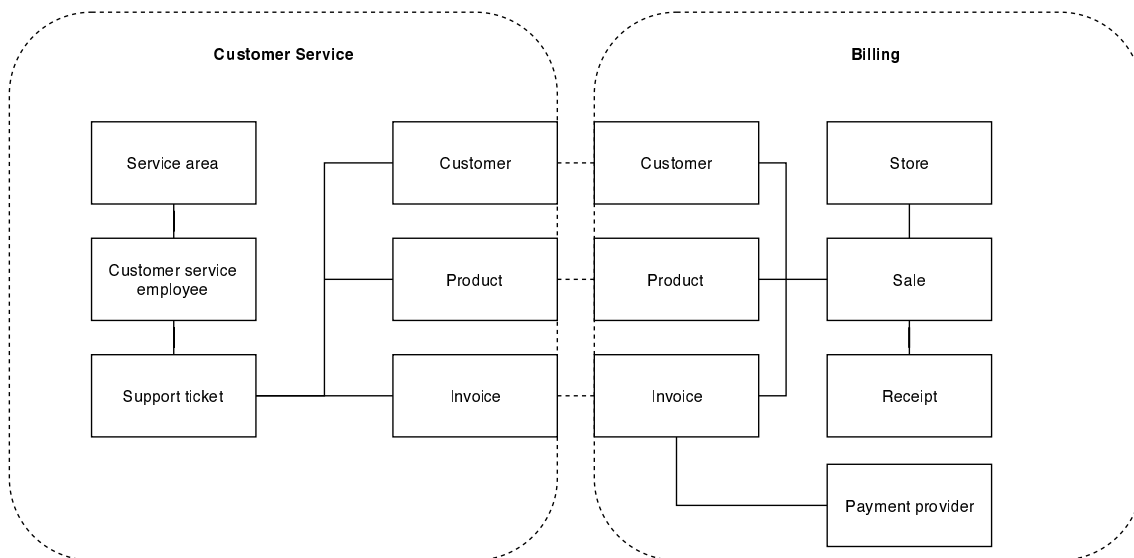 Customer Service
Billing
Service area
Customer
Customer
Store
Customer service
employee
Product
Product
Sale
Support ticket
Invoice
Invoice
Receipt
Payment provider